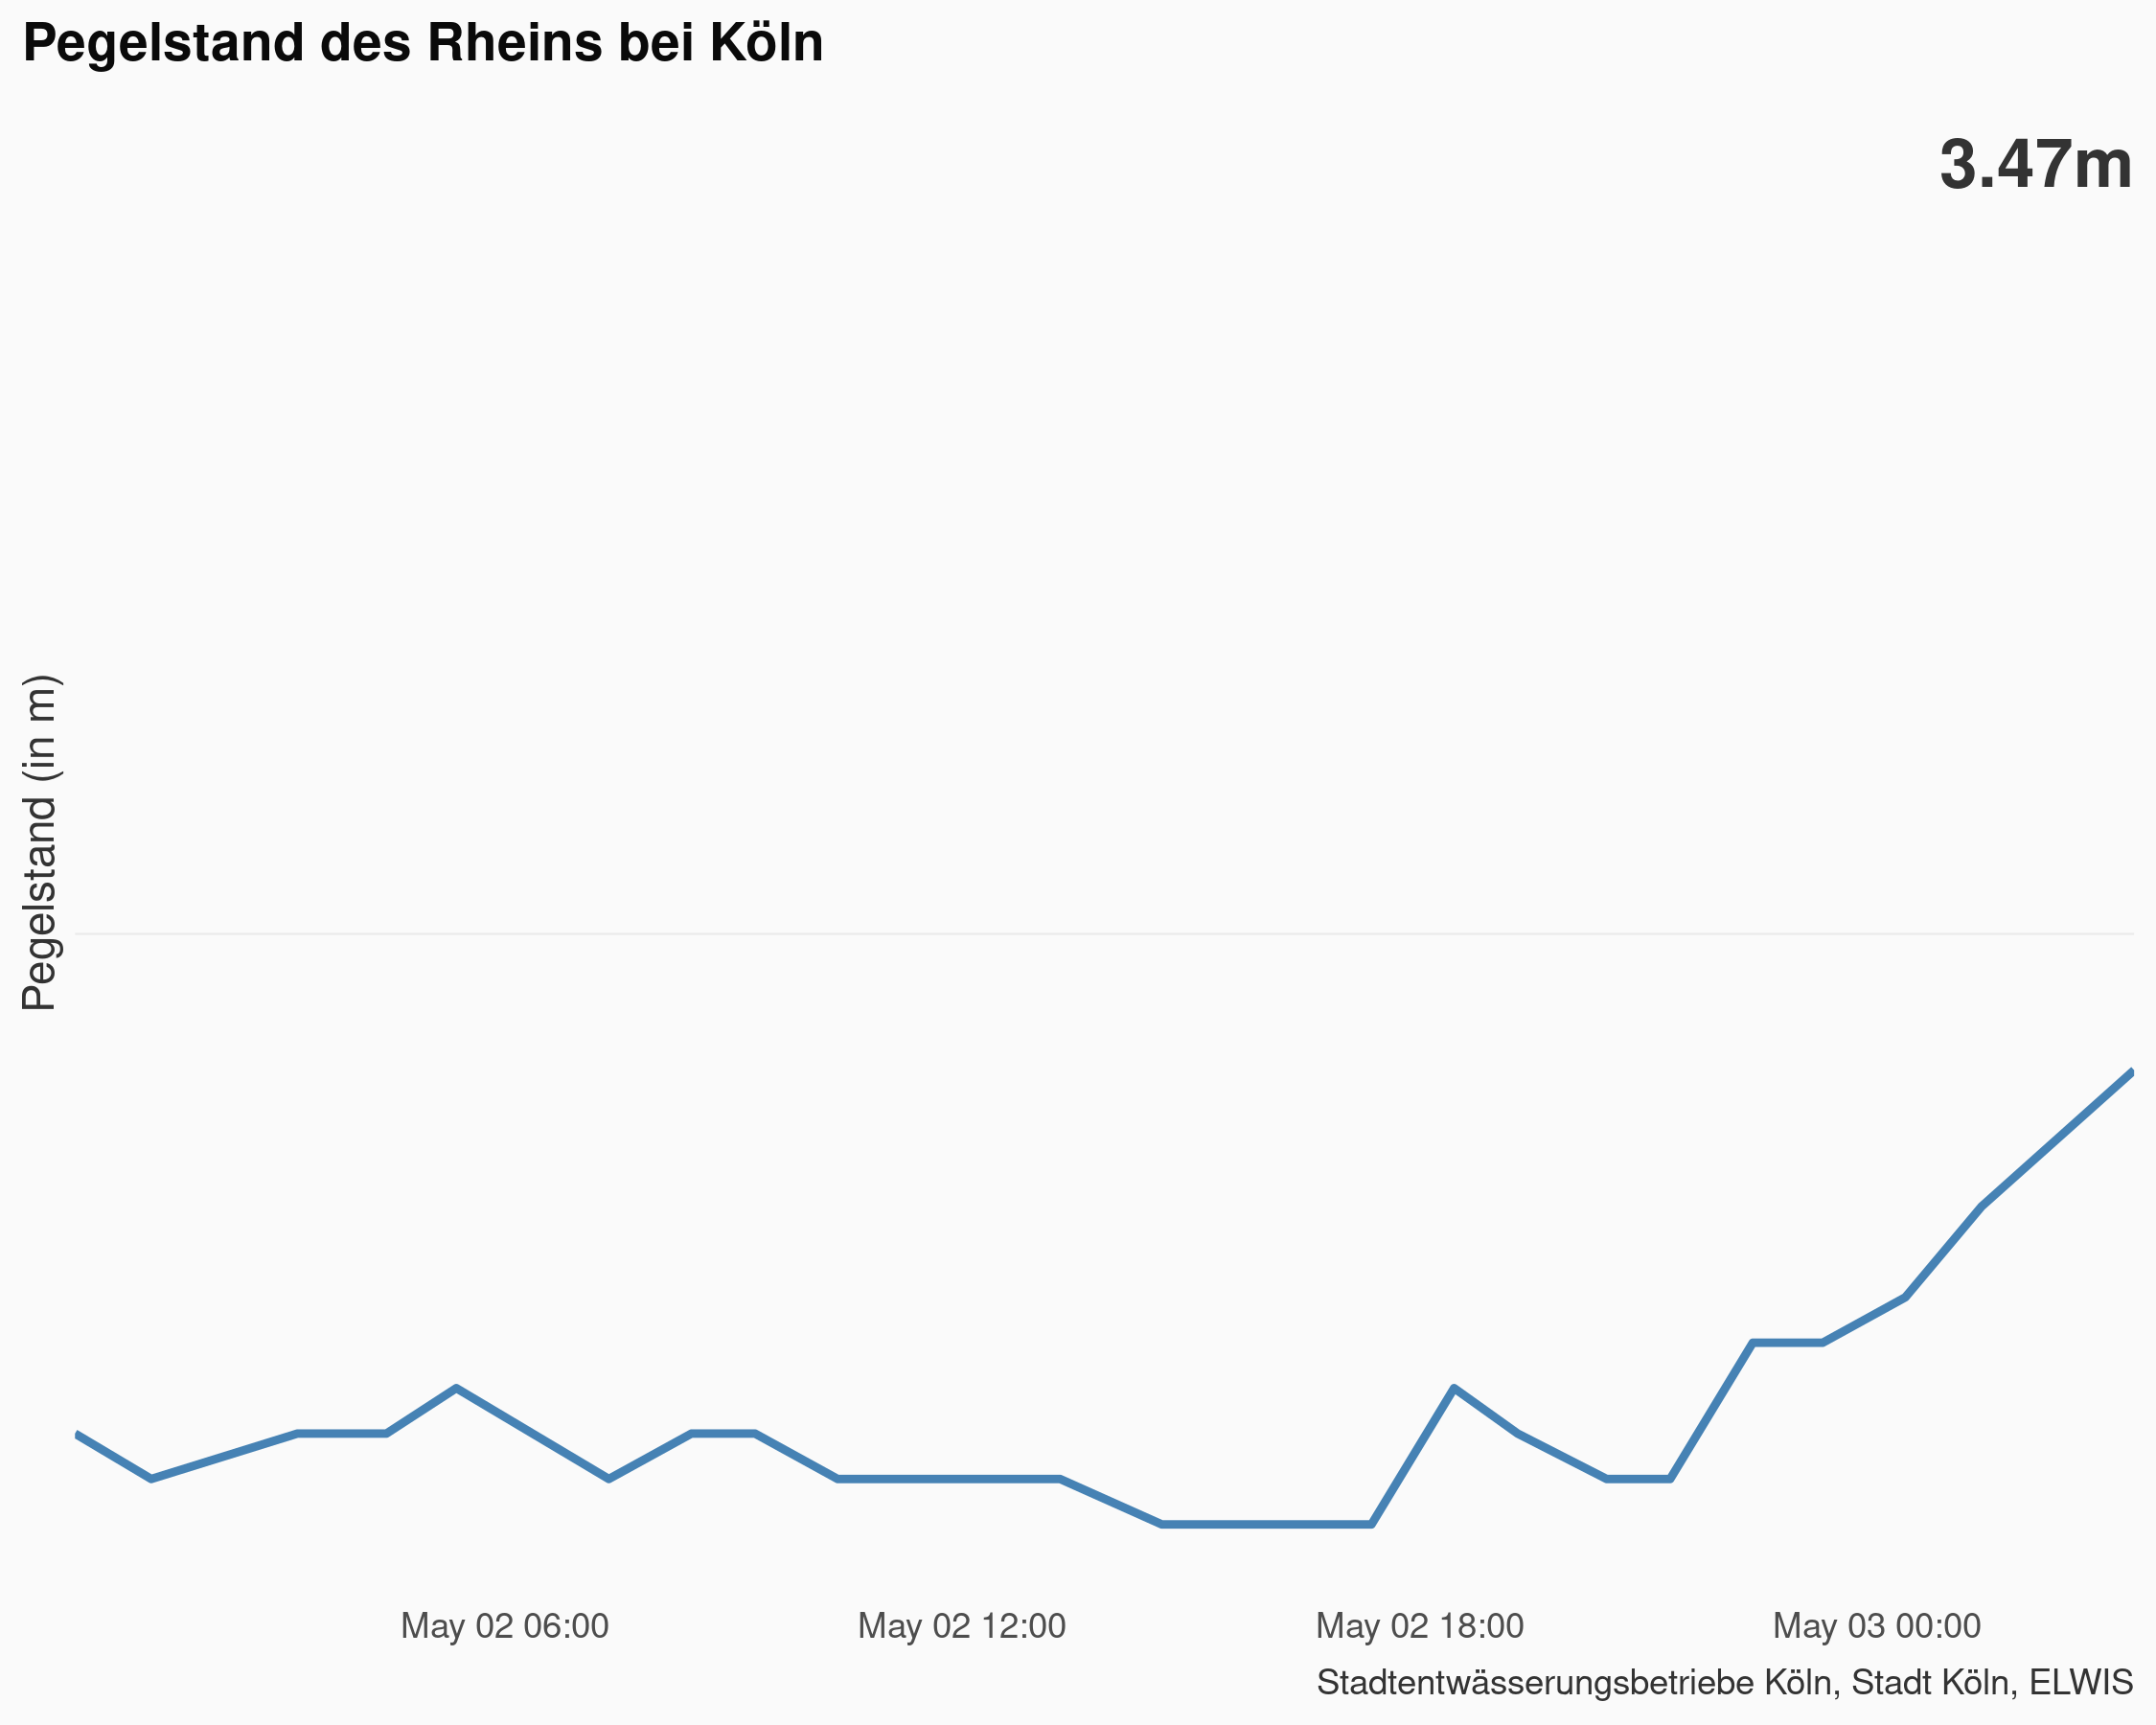 Pegelstand des Rheins bei Köln
3.47m
Pegelstand (in m)
May 02 06:00
May 02 12:00
May 02 18:00
May 03 00:00
Stadtentwässerungsbetriebe Köln, Stadt Köln, ELWIS